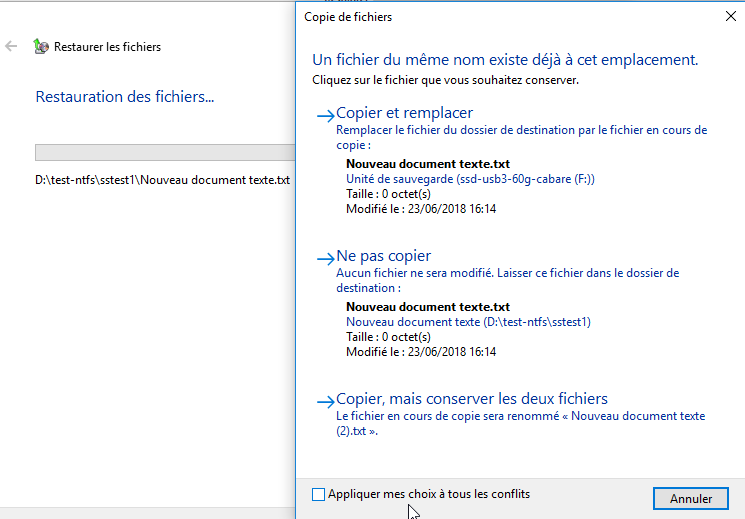 Restaurer les fichiers
Restauration des fichiers...
D:\test-ntfs\sstest1\Nouveau document texte.txt
Copie de fichiers
Un fichier du même nom existe déjà à cet emplacement.
Cliquez sur le fichier que vous souhaitez conserver.
Copier et remplacer
Remplacer le fichier du dossier de destination par le fichier en cours de
copie :
Nouveau document texte.txt
Unité de sauvegarde (ssd-usb3-60g-cabare (F:))
Taille : 0 octet(s)
Modifié le : 23/06/2018 16:14
Ne pas copier
Aucun fichier ne sera modifié. Laisser ce fichier dans le dossier de
destination :
Nouveau document texte.txt
Nouveau document texte (D:\test-ntfs\sstest1)
Taille : 0 octet(s)
Modifié le : 23/06/2018 16:14
Copier, mais conserver les deux fichiers
Le fichier en cours de copie sera renommé « Nouveau document texte
(2).txt ».
Appliquer mes choix à tous les conflits
Annuler